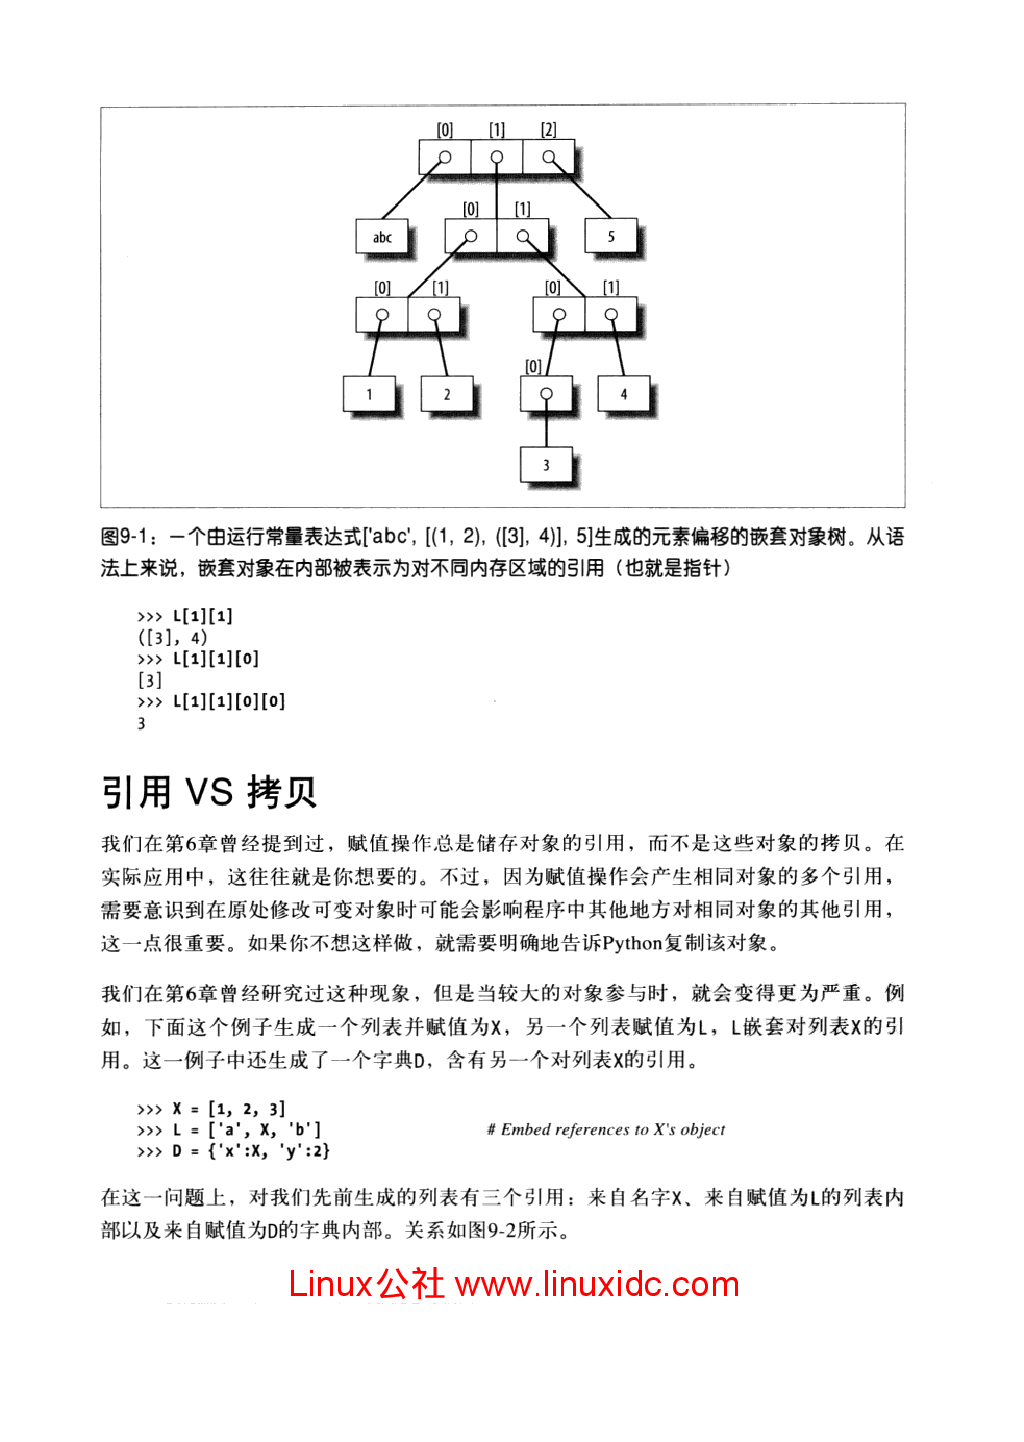 [0] [1] [2]
[0] [1]
abc 5
[0] [1] [0] [1]
[0]
1 2 4
3
图9-1：一个由运行常量表达式['abc', [(1, 2), ([3], 4)], 5]生成的元素偏移的嵌套对象树。从语
法上来说，嵌套对象在内部被表示为对不同内存区域的引用（也就是指针）
>>> L[1][1]
([3], 4)
>>> L[1][1][0]
[3]
>>> L[1][1][0][0]
3
引用 VS 拷贝
我们在第6章曾经提到过，赋值操作总是储存对象的引用，而不是这些对象的拷贝。在
实际应用中，这往往就是你想要的。不过，因为赋值操作会产生相同对象的多个引用，
需要意识到在原处修改可变对象时可能会影响程序中其他地方对相同对象的其他引用，
这一点很重要。如果你不想这样做，就需要明确地告诉Python复制该对象。
我们在第6章曾经研究过这种现象，但是当较大的对象参与时，就会变得更为严重。例
如，下面这个例子生成一个列表并赋值为X，另一个列表赋值为L，L嵌套对列表X的引
用。这一例子中还生成了一个字典D，含有另一个对列表X的引用。
>>> X = [1, 2, 3]
>>> L = ['a', X, 'b'] # Embed references to X's object
>>> D = {'x':X, 'y':2}
在这一问题上，对我们先前生成的列表有三个引用：来自名字X、来自赋值为L的列表内
部以及来自赋值为D的字典内部。关系如图9-2所示。
Linux公社 www.linuxidc.com